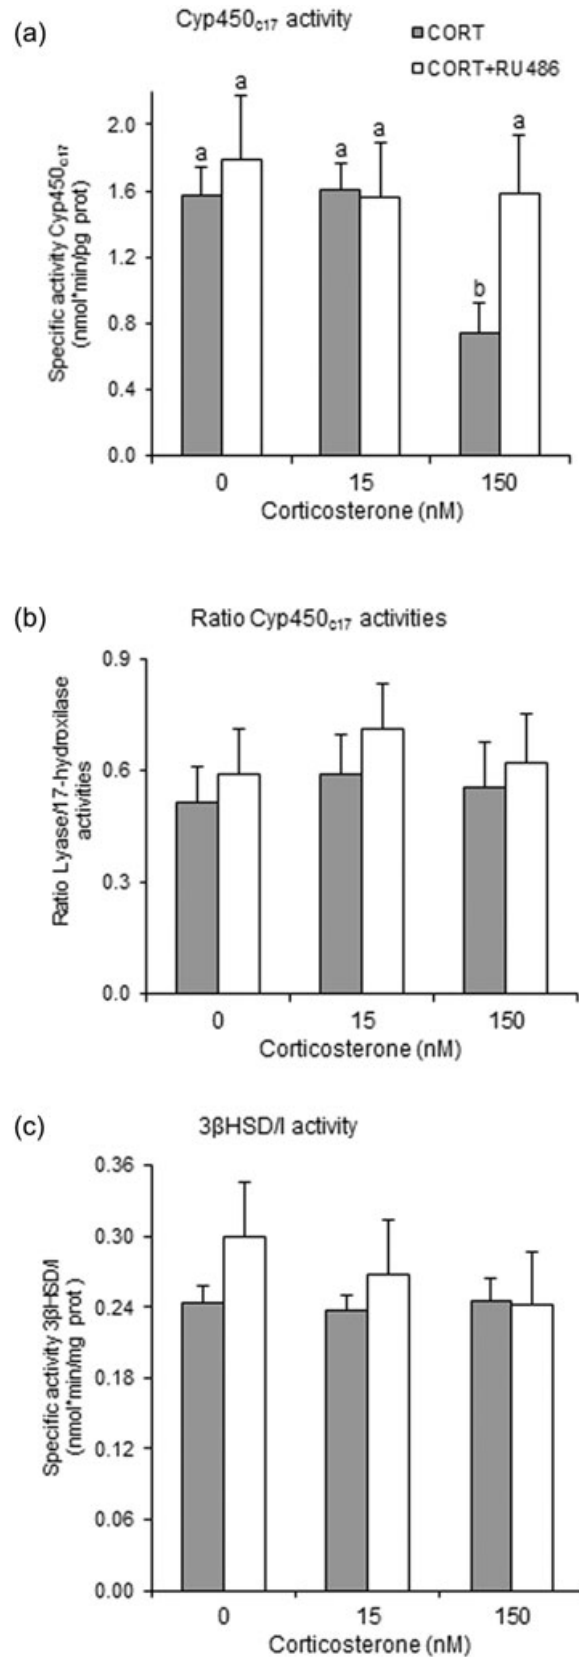 (a)
Cyp450c17 activity
CORT
CORT+RU486
Specific activity Cyp450c17
(nmol*min/pg prot)
2.0
1.6
1.2
0.8
0.4
0.0
a
a
a
a
b
a
0
15
150
Corticosterone (nM)
(b)
Ratio Cyp450c17 activities
Ratio Lyase/17-hydroxilase
activities
0.9
0.6
0.3
0.0
0
15
150
Corticosterone (nM)
(c)
3βHSD/I activity
Specific activity 3βHSD/I
(nmol*min/mg prot )
0.36
0.30
0.24
0.18
0.12
0.06
0.00
0
15
150
Corticosterone (nM)